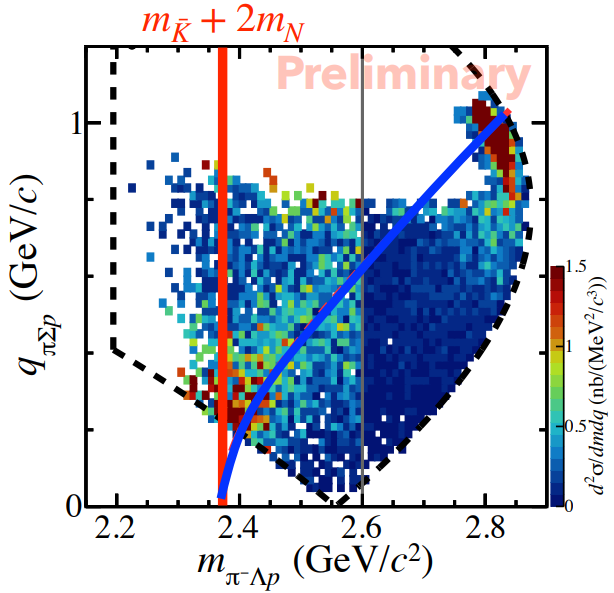 m_K̄ + 2m_N
Preliminary
1
q_πΣp (GeV/c)
1.5
1
0.5
0
d²σ/dmdq (nb/(MeV²/c³))
0
2.2 2.4 2.6 2.8
m_π⁻Λp (GeV/c²)